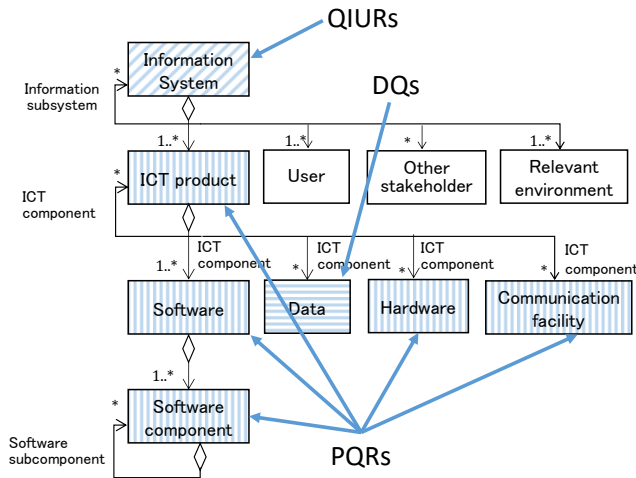 QIURs
Information
System
*
Information
subsystem
DQs
1..*
1..*
*
1..*
ICT product
User
Other
stakeholder
Relevant
environment
*
ICT
component
ICT
component
ICT
component
ICT
component
ICT
component
1..*
*
*
*
Software
Data
Hardware
Communication
facility
1..*
*
Software
component
Software
subcomponent
PQRs